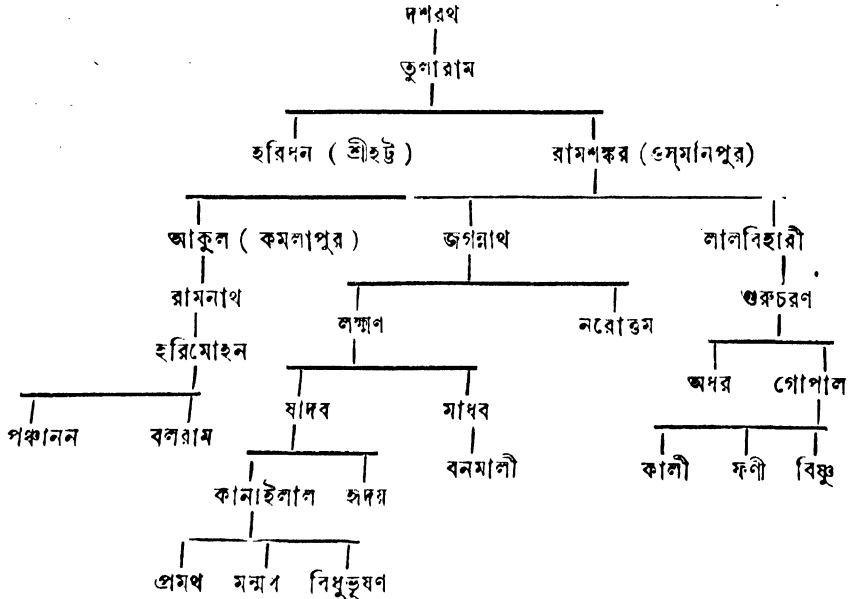 দশরথ
তুলারাম
হরিধন ( শ্রীহট্ট ) রামশঙ্কর (ওস্‌মানপুর)
আকুল ( কমলাপুর ) জগন্নাথ লালবিহারী
রামনাথ গুরুচরণ
লক্ষ্মণ নরোত্তম
হরিমোহন
অধর গোপাল
যাদব মাধব
পঞ্চানন বলরাম
বনমালী কালী ফণী বিষ্ণু
কানাইলাল হৃদয়
প্রমথ মন্মথ বিধুভূষণ